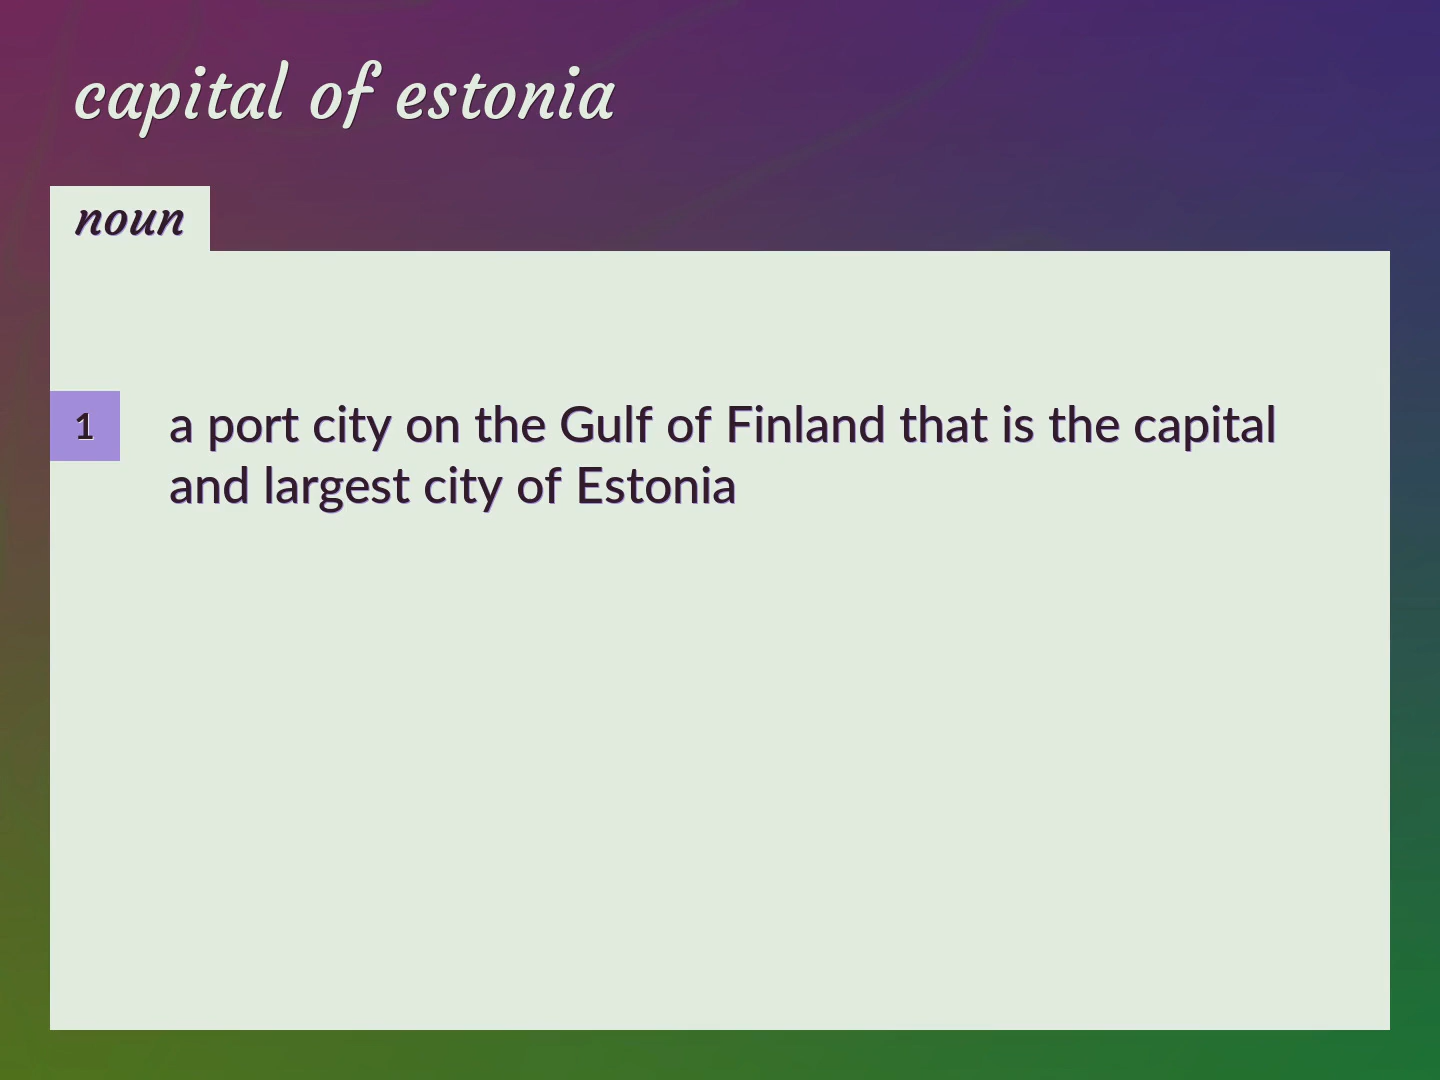 capital of estonia
noun
1
a port city on the Gulf of Finland that is the capital
and largest city of Estonia